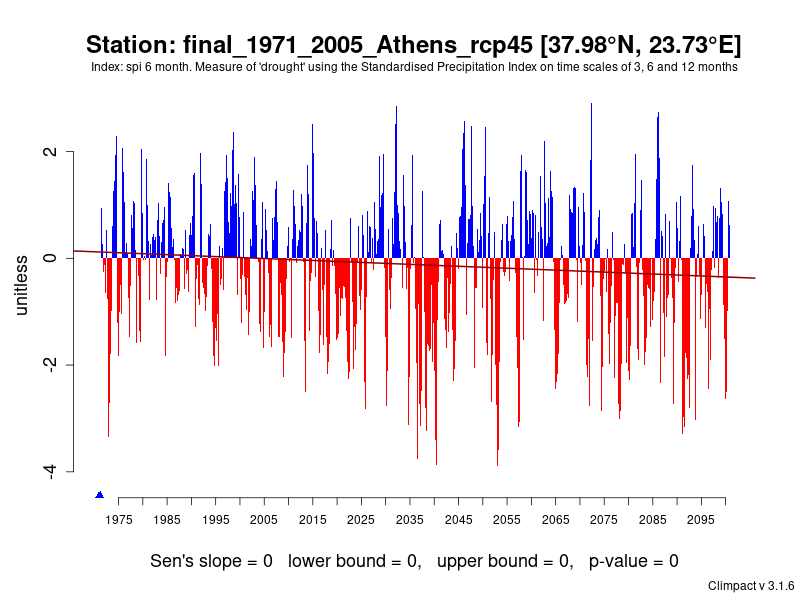 Station: final_1971_2005_Athens_rcp45 [37.98°N, 23.73°E]
Index: spi 6 month. Measure of 'drought' using the Standardised Precipitation Index on time scales of 3, 6 and 12 months
unitless
2
0
-2
-4
1975 1985 1995 2005 2015 2025 2035 2045 2055 2065 2075 2085 2095
Sen's slope = 0 lower bound = 0, upper bound = 0, p-value = 0
Climpact v 3.1.6